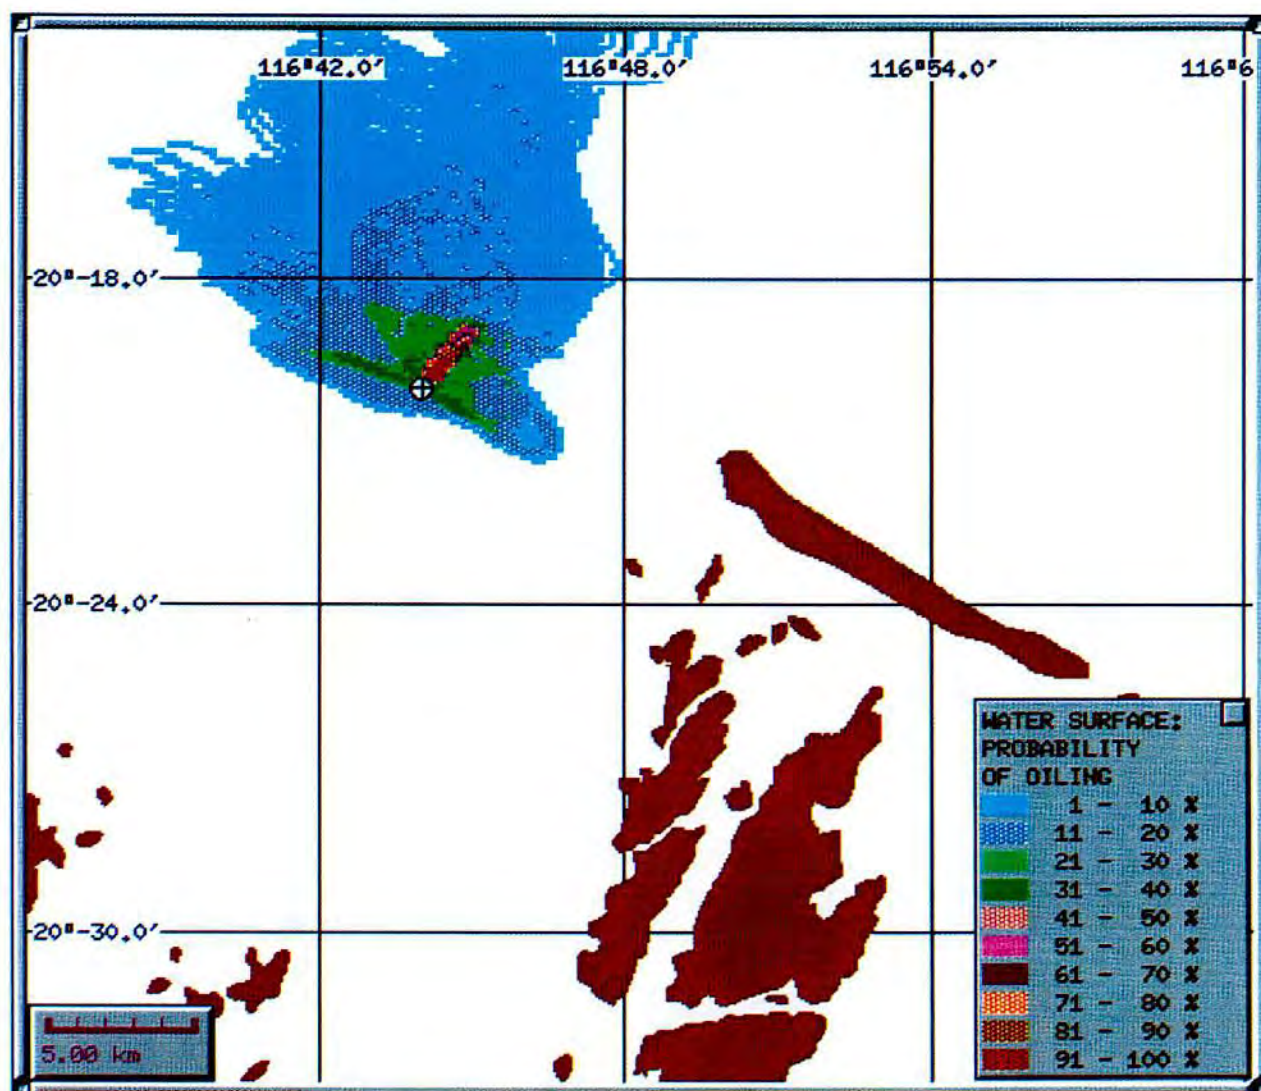 116°42.0′ 116°48.0′ 116°54.0′ 116°6
20°-18.0′
20°-24.0′
20°-30.0′
WATER SURFACE:
PROBABILITY
OF OILING
1 - 10 %
11 - 20 %
21 - 30 %
31 - 40 %
41 - 50 %
51 - 60 %
61 - 70 %
71 - 80 %
81 - 90 %
91 - 100 %
5.00 km